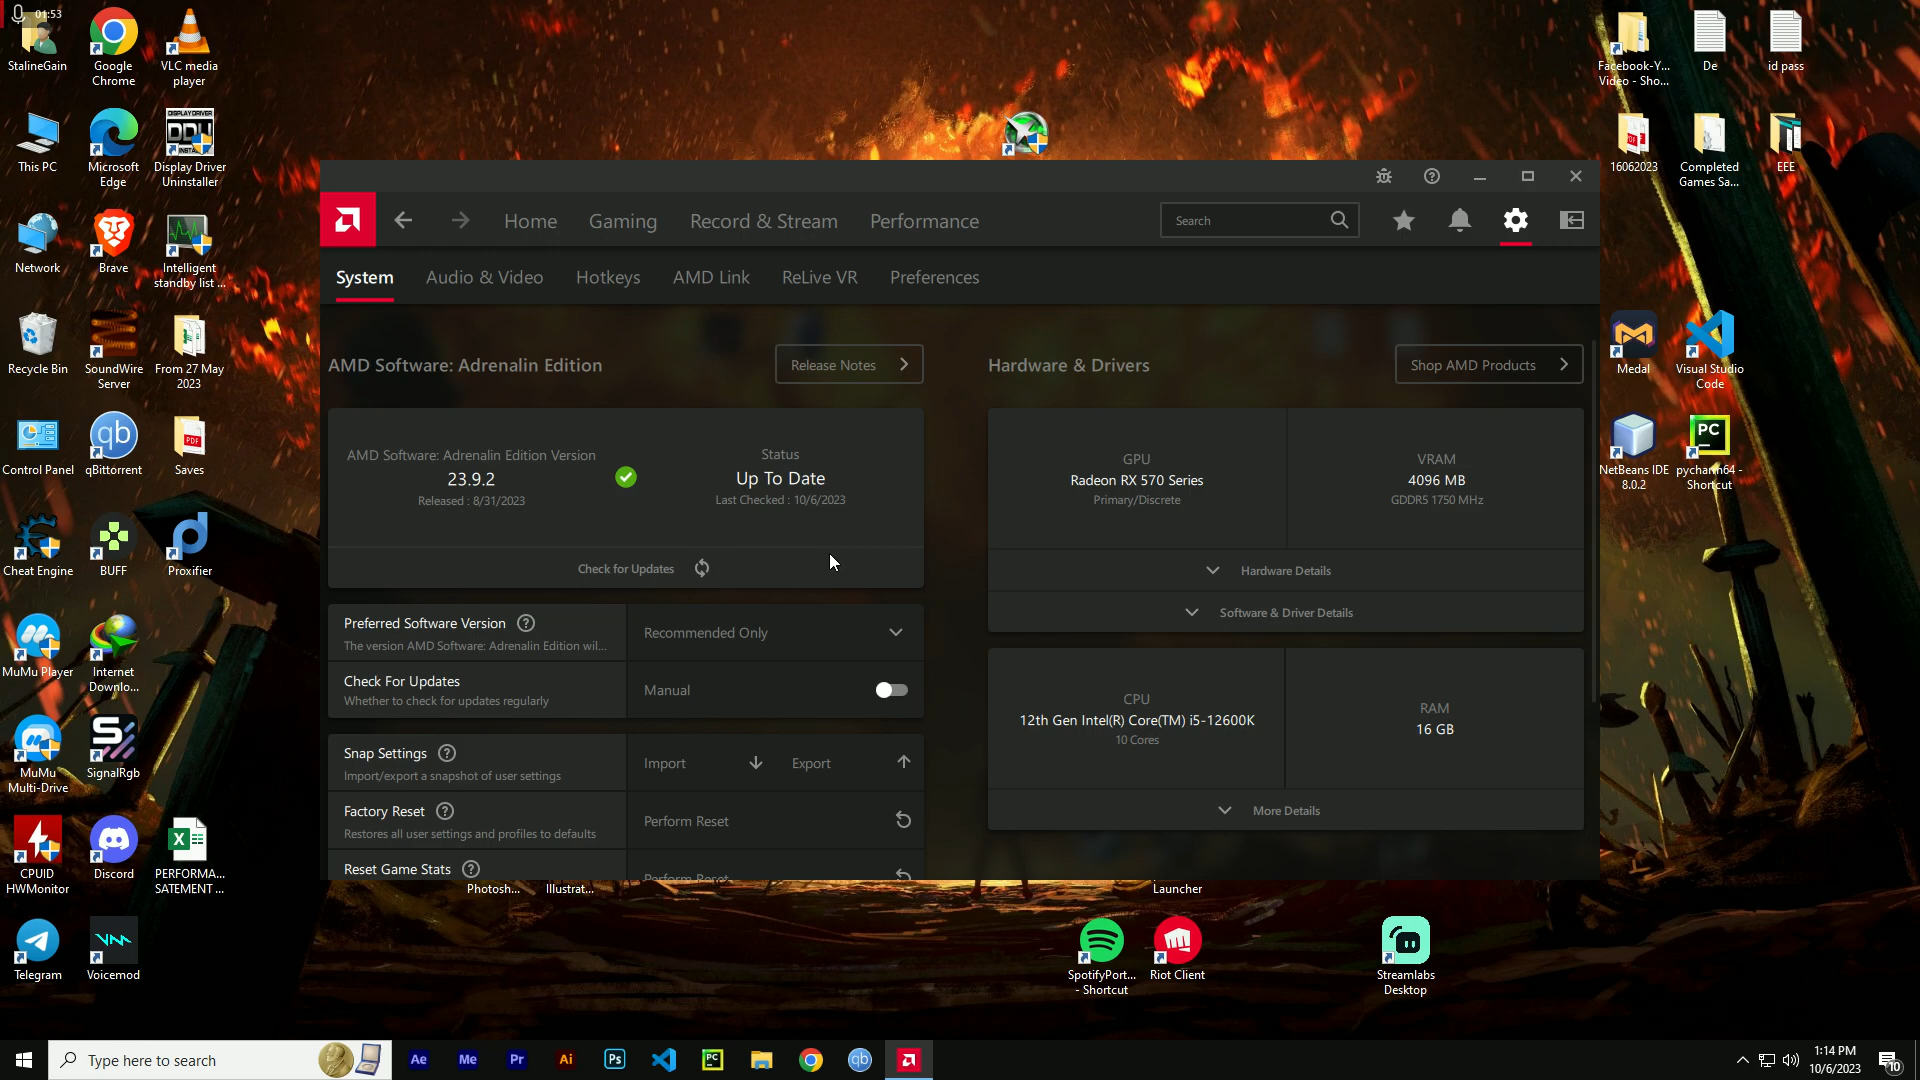 01:53
StalineGain
Google
Chrome
VLC media
player
This PC
Microsoft
Edge
DISPLAY DRIVER
DDU
Display Driver
Uninstaller
Network
Brave
Intelligent
standby list ...
Recycle Bin
SoundWire
Server
From 27 May
2023
Control Panel
qb
qBittorrent
PDF
Saves
Cheat Engine
BUFF
Proxifier
MuMu Player
Internet
Downlo...
MuMu
Multi-Drive
SignalRgb
CPUID
HWMonitor
Discord
PERFORMA...
SATEMENT ...
Telegram
Voicemod
Home
Gaming
Record & Stream
Performance
Search
System
Audio & Video
Hotkeys
AMD Link
ReLive VR
Preferences
AMD Software: Adrenalin Edition
Release Notes
AMD Software: Adrenalin Edition Version
23.9.2
Released : 8/31/2023
Status
Up To Date
Last Checked : 10/6/2023
Check for Updates
Preferred Software Version
The version AMD Software: Adrenalin Edition wil...
Recommended Only
Check For Updates
Whether to check for updates regularly
Manual
Snap Settings
Import/export a snapshot of user settings
Import
Export
Factory Reset
Restores all user settings and profiles to defaults
Perform Reset
Reset Game Stats
Perform Reset
Hardware & Drivers
Shop AMD Products
GPU
Radeon RX 570 Series
Primary/Discrete
VRAM
4096 MB
GDDR5 1750 MHz
Hardware Details
Software & Driver Details
CPU
12th Gen Intel(R) Core(TM) i5-12600K
10 Cores
RAM
16 GB
More Details
Photosh...
Illustrat...
Launcher
SpotifyPort...
- Shortcut
Riot Client
Streamlabs
Desktop
Facebook-Y...
Video - Sho...
De
id pass
16062023
Completed
Games Sa...
EEE
Medal
Visual Studio
Code
NetBeans IDE
8.0.2
PC
pycharm64 -
Shortcut
Type here to search
Ae
Me
Pr
Ai
Ps
PC
qb
1:14 PM
10/6/2023
10